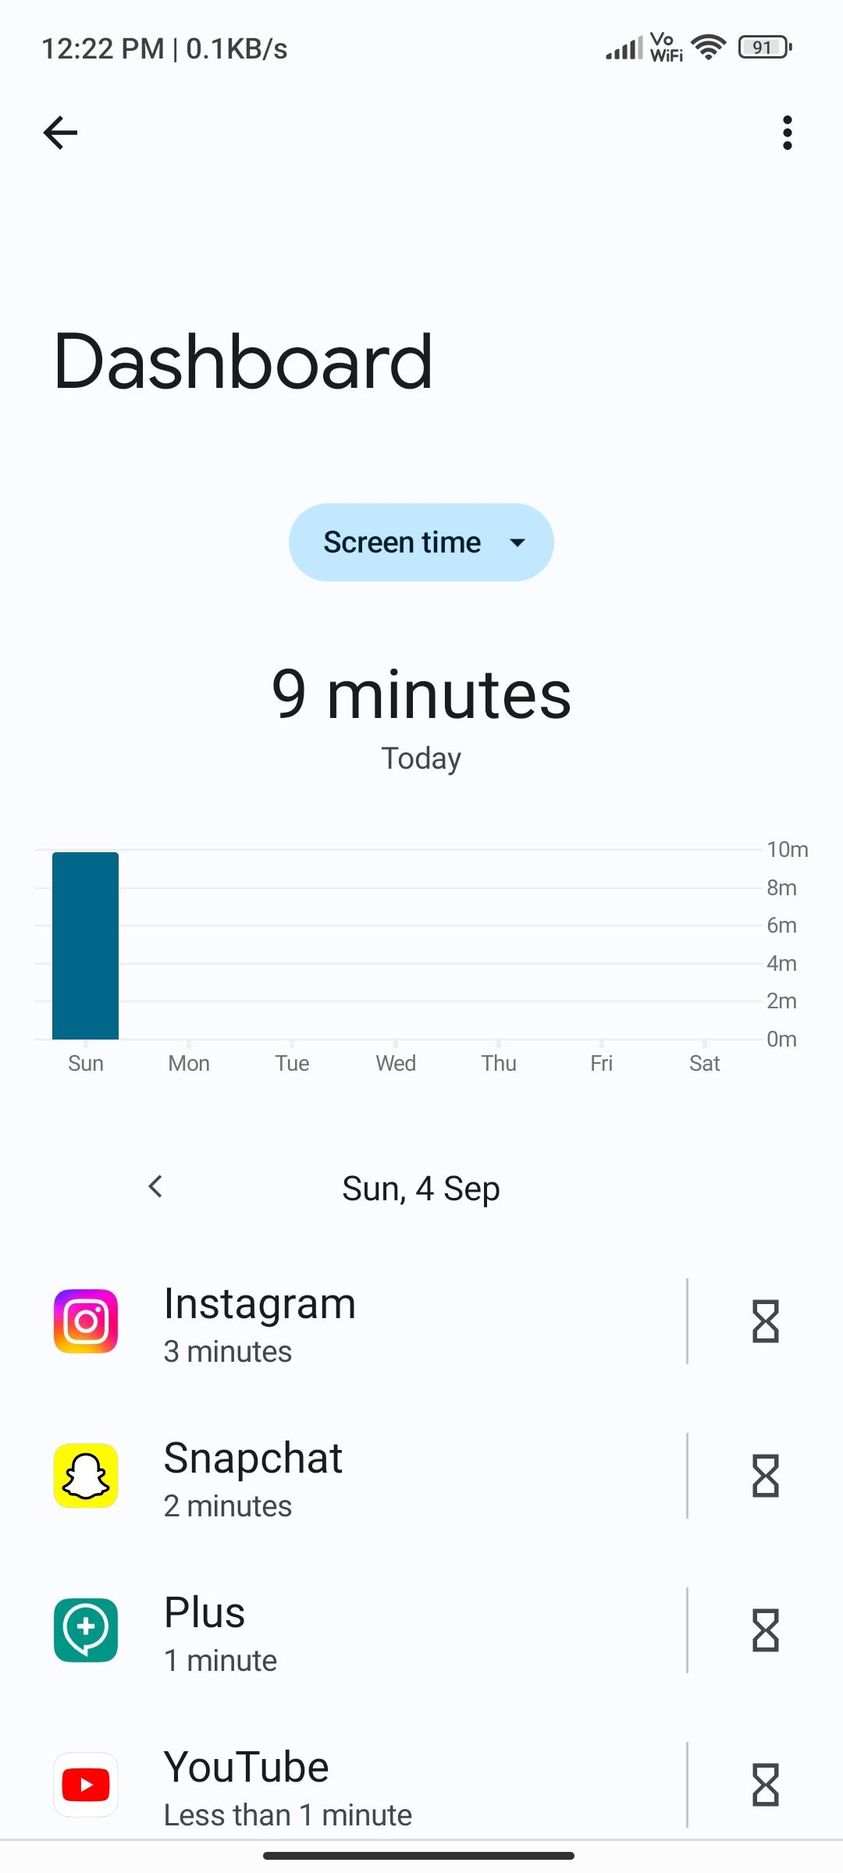 12:22 PM | 0.1KB/s Vo WiFi 91
Dashboard
Screen time
9 minutes
Today
10m
8m
6m
4m
2m
0m
Sun Mon Tue Wed Thu Fri Sat
Sun, 4 Sep
Instagram
3 minutes
Snapchat
2 minutes
Plus
1 minute
YouTube
Less than 1 minute